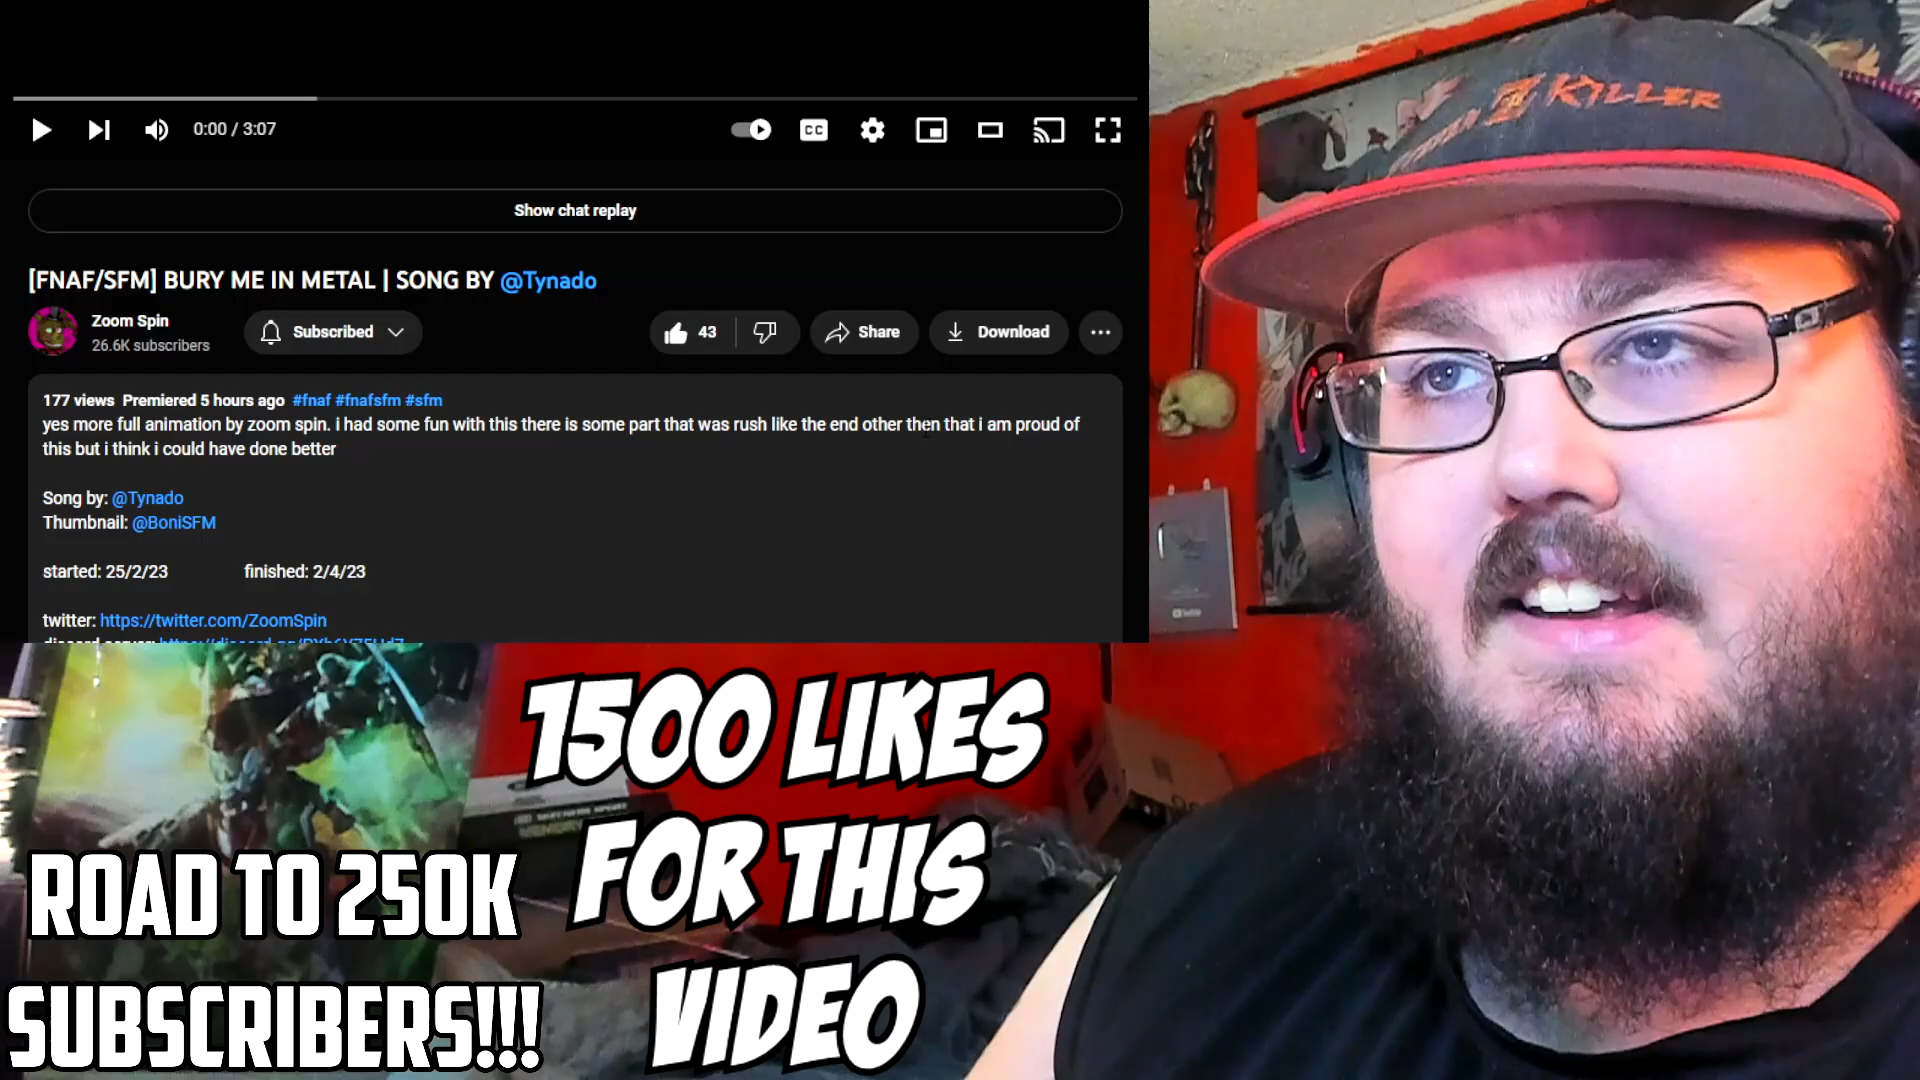 KILLER
0:00 / 3:07
CC
Show chat replay
[FNAF/SFM] BURY ME IN METAL | SONG BY @Tynado
Zoom Spin
26.6K subscribers
Subscribed
43
Share
Download
177 views Premiered 5 hours ago #fnaf #fnafsfm #sfm
yes more full animation by zoom spin. i had some fun with this there is some part that was rush like the end other then that i am proud of
this but i think i could have done better
Song by: @Tynado
Thumbnail: @BoniSFM
started: 25/2/23 finished: 2/4/23
twitter: https://twitter.com/ZoomSpin
1500 LIKES
FOR THIS
VIDEO
ROAD TO 250K
SUBSCRIBERS!!!